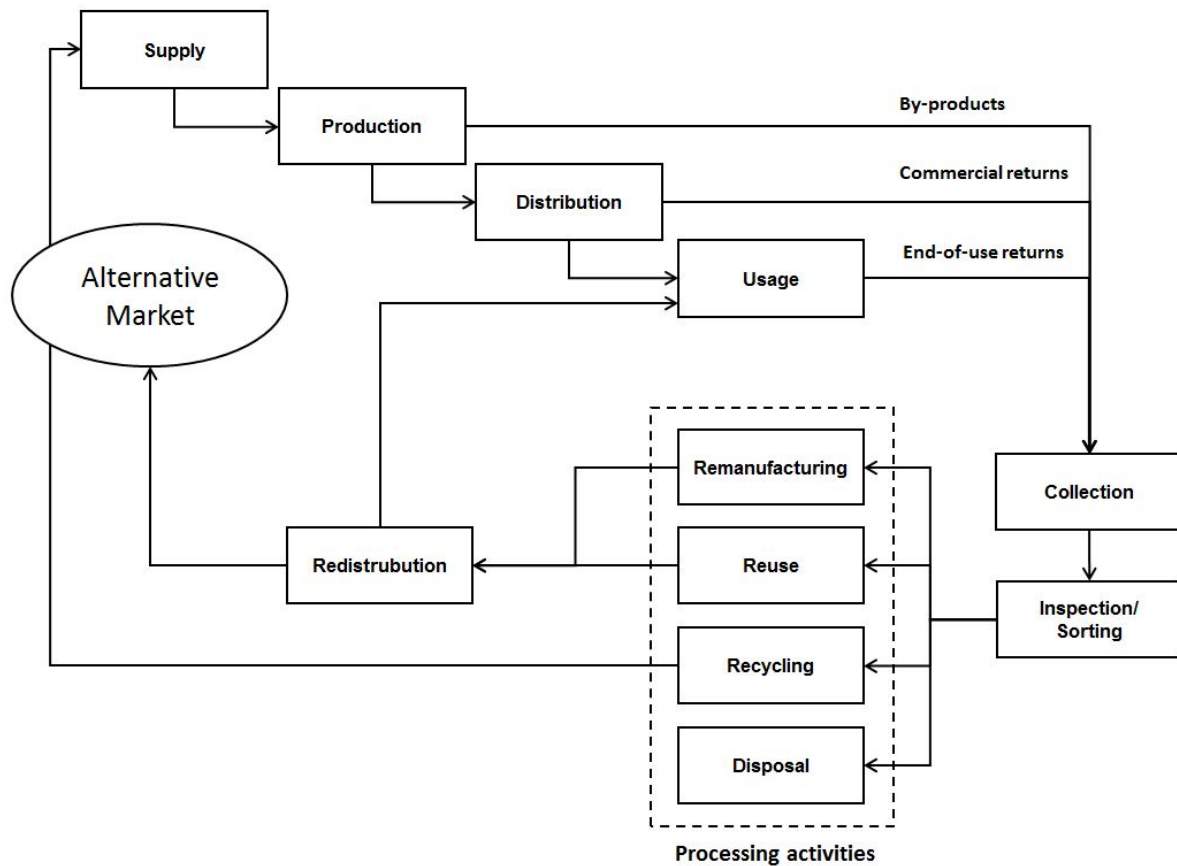 Supply
Production
By-products
Distribution
Commercial returns
Usage
End-of-use returns
Alternative
Market
Remanufacturing
Collection
Redistrubution
Reuse
Inspection/
Sorting
Recycling
Disposal
Processing activities